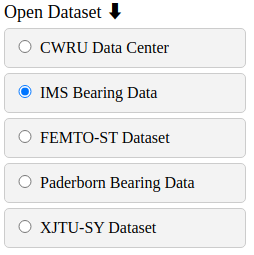 Open Dataset ⬇
CWRU Data Center
IMS Bearing Data
FEMTO-ST Dataset
Paderborn Bearing Data
XJTU-SY Dataset